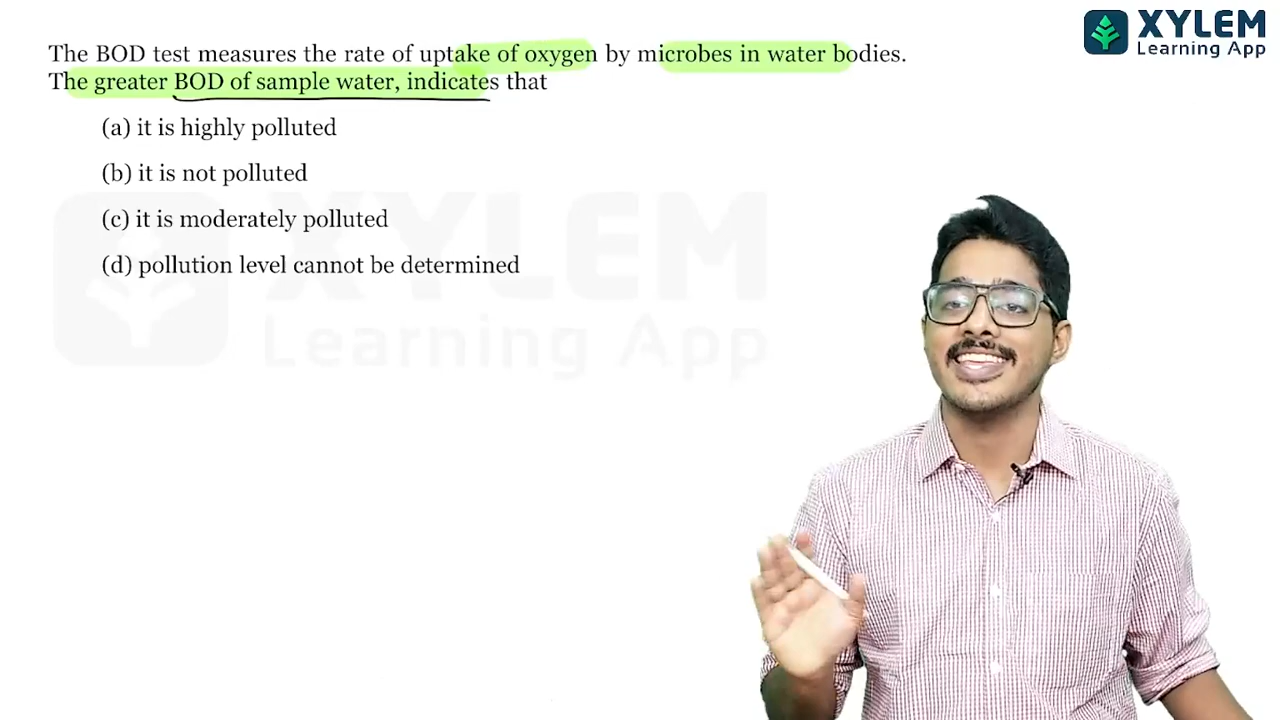 XYLEM
Learning App
The BOD test measures the rate of uptake of oxygen by microbes in water bodies.
The greater BOD of sample water, indicates that
(a) it is highly polluted
(b) it is not polluted
(c) it is moderately polluted
(d) pollution level cannot be determined
XYLEM
Learning App